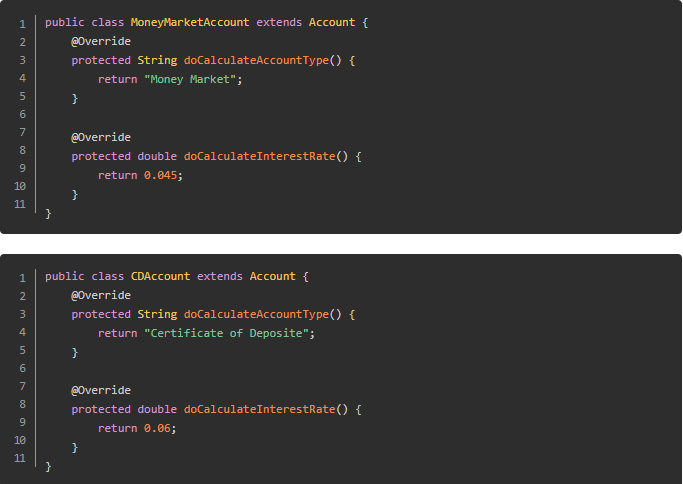 1 public class MoneyMarketAccount extends Account {
2     @Override
3     protected String doCalculateAccountType() {
4         return "Money Market";
5     }
6
7     @Override
8     protected double doCalculateInterestRate() {
9         return 0.045;
10     }
11 }
1 public class CDAccount extends Account {
2     @Override
3     protected String doCalculateAccountType() {
4         return "Certificate of Deposite";
5     }
6
7     @Override
8     protected double doCalculateInterestRate() {
9         return 0.06;
10     }
11 }